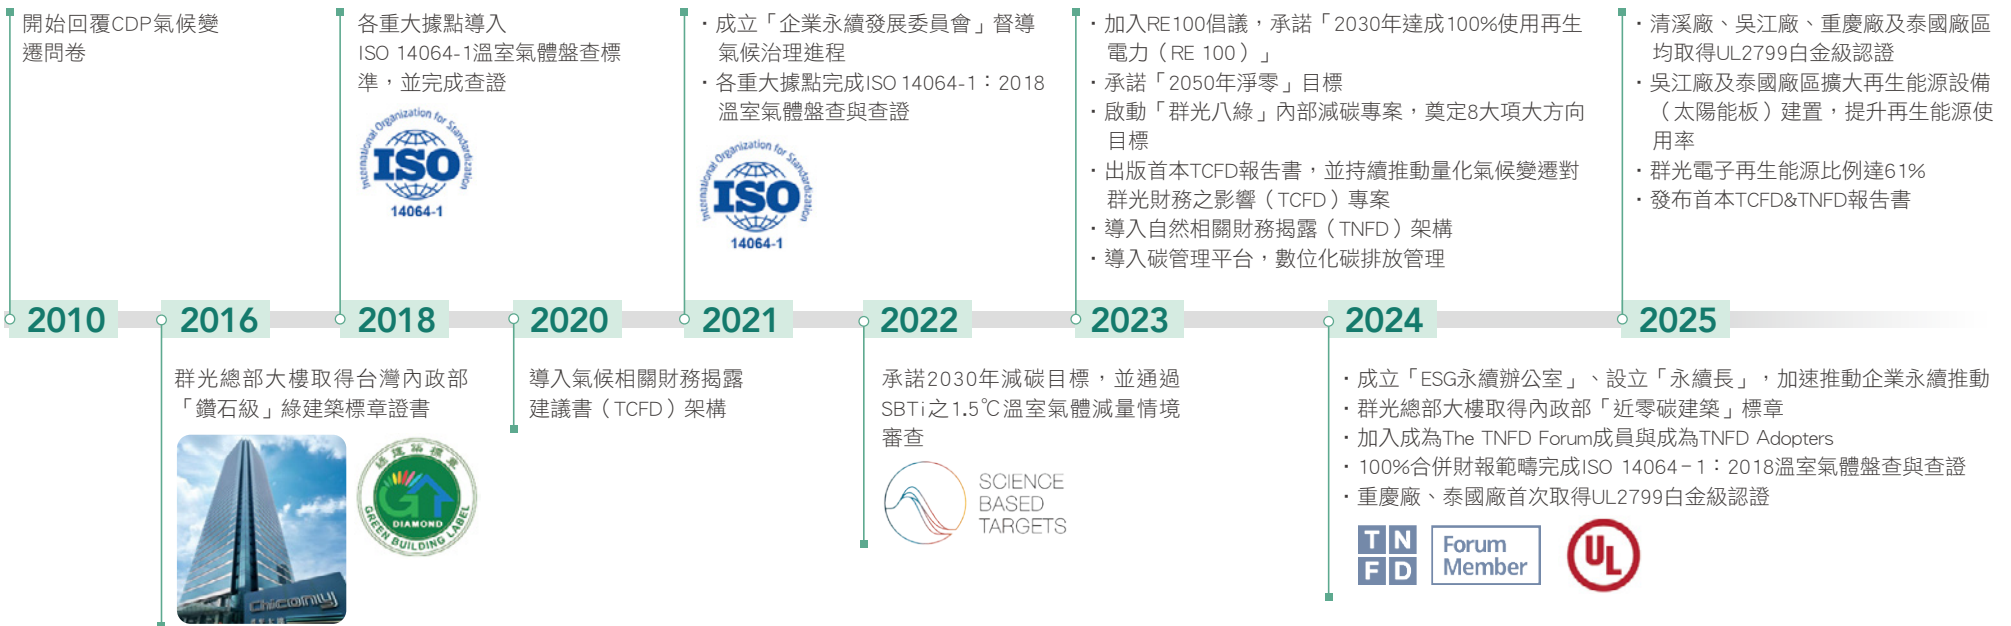 開始回覆CDP氣候變
遷問卷
各重大據點導入
ISO 14064-1溫室氣體盤查標
準，並完成查證
International Organization for Standardization
ISO
14064-1
・成立「企業永續發展委員會」督導
氣候治理進程
・各重大據點完成ISO 14064-1：2018
溫室氣體盤查與查證
International Organization for Standardization
ISO
14064-1
・加入RE100倡議，承諾「2030年達成100%使用再生
電力（RE 100）」
・承諾「2050年淨零」目標
・啟動「群光八綠」內部減碳專案，奠定8大項大方向
目標
・出版首本TCFD報告書，並持續推動量化氣候變遷對
群光財務之影響（TCFD）專案
・導入自然相關財務揭露（TNFD）架構
・導入碳管理平台，數位化碳排放管理
・清溪廠、吳江廠、重慶廠及泰國廠區
均取得UL2799白金級認證
・吳江廠及泰國廠區擴大再生能源設備
（太陽能板）建置，提升再生能源使
用率
・群光電子再生能源比例達61%
・發布首本TCFD&TNFD報告書
2010
2016
2018
2020
2021
2022
2023
2024
2025
群光總部大樓取得台灣內政部
「鑽石級」綠建築標章證書
Chicony
綠建築標章
DIAMOND
GREEN BUILDING LABEL
導入氣候相關財務揭露
建議書（TCFD）架構
承諾2030年減碳目標，並通過
SBTi之1.5℃溫室氣體減量情境
審查
SCIENCE
BASED
TARGETS
・成立「ESG永續辦公室」、設立「永續長」，加速推動企業永續推動
・群光總部大樓取得內政部「近零碳建築」標章
・加入成為The TNFD Forum成員與成為TNFD Adopters
・100%合併財報範疇完成ISO 14064-1：2018溫室氣體盤查與查證
・重慶廠、泰國廠首次取得UL2799白金級認證
TN
FD
Forum
Member
UL